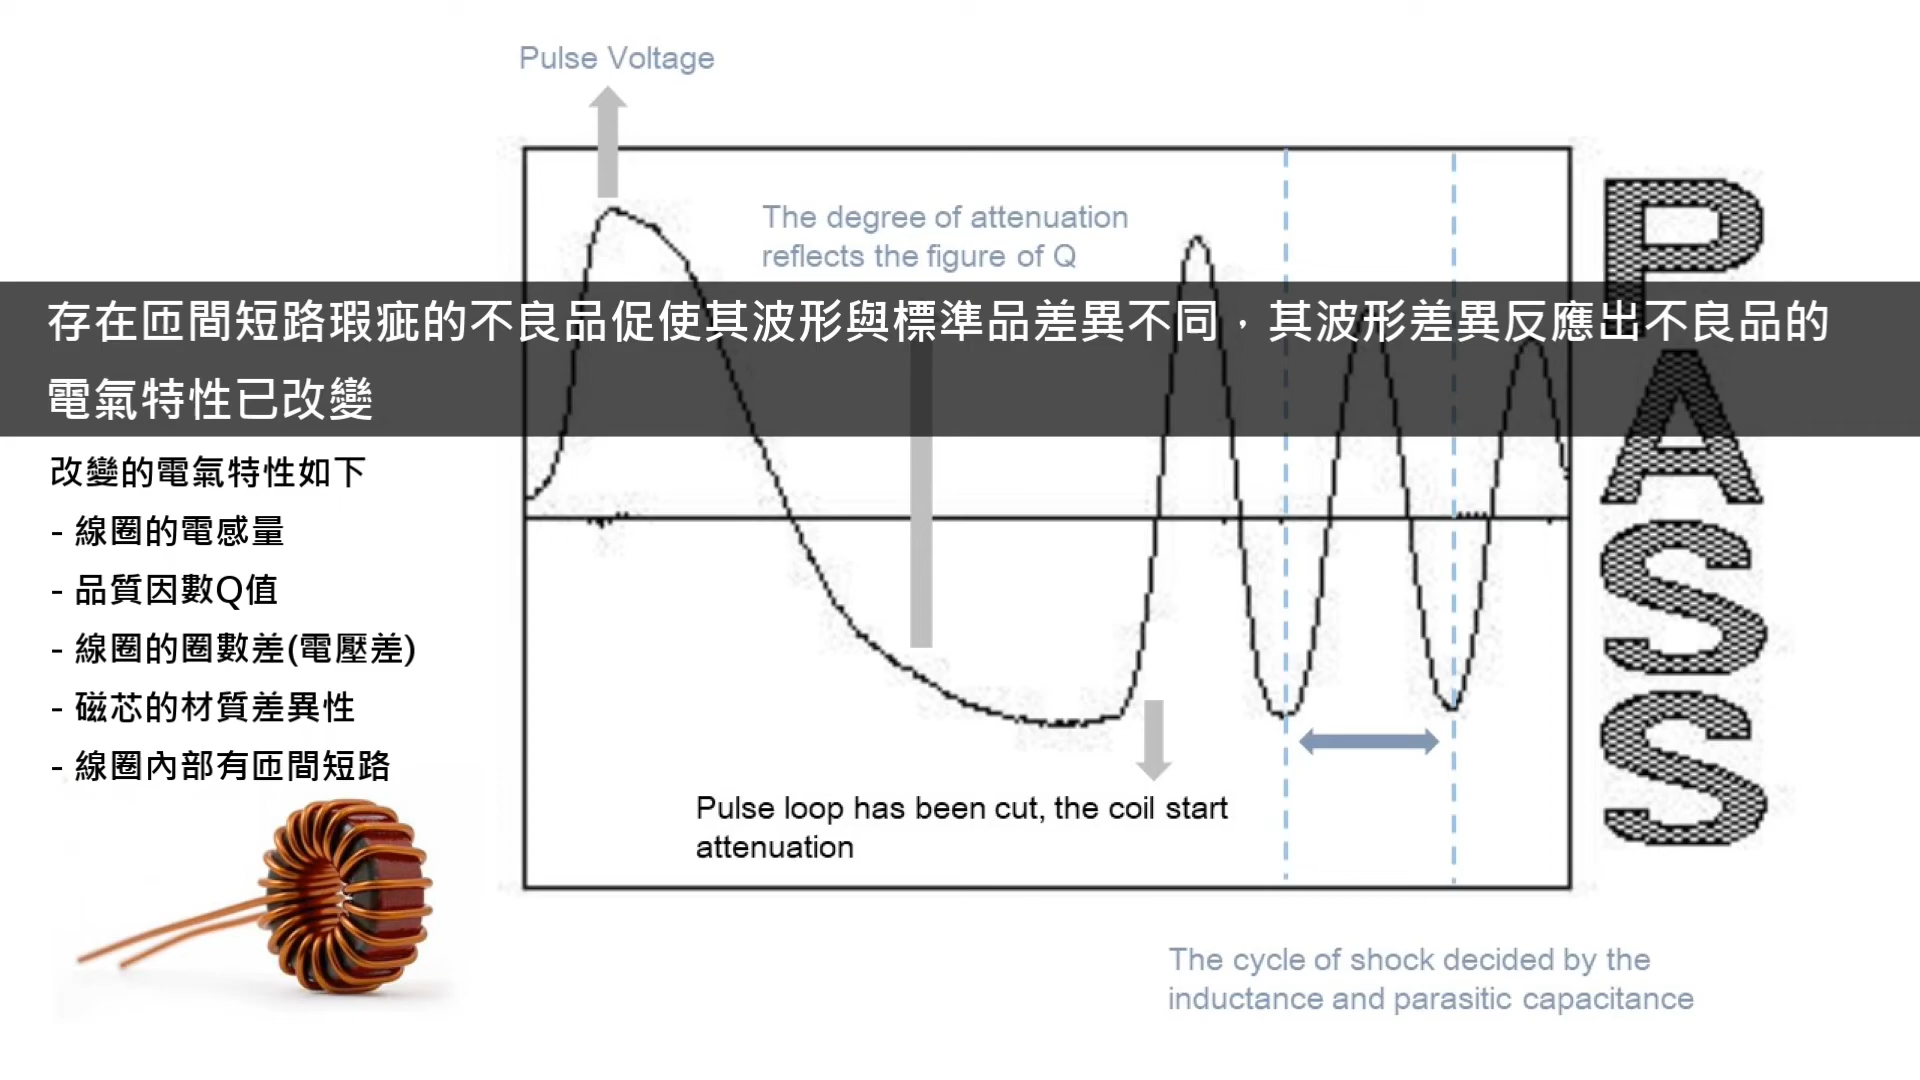 Pulse Voltage
The degree of attenuation
reflects the figure of Q
存在匝間短路瑕疵的不良品促使其波形與標準品差異不同，其波形差異反應出不良品的
電氣特性已改變
改變的電氣特性如下
- 線圈的電感量
- 品質因數Q值
- 線圈的圈數差(電壓差)
- 磁芯的材質差異性
- 線圈內部有匝間短路
Pulse loop has been cut, the coil start
attenuation
The cycle of shock decided by the
inductance and parasitic capacitance
PASS